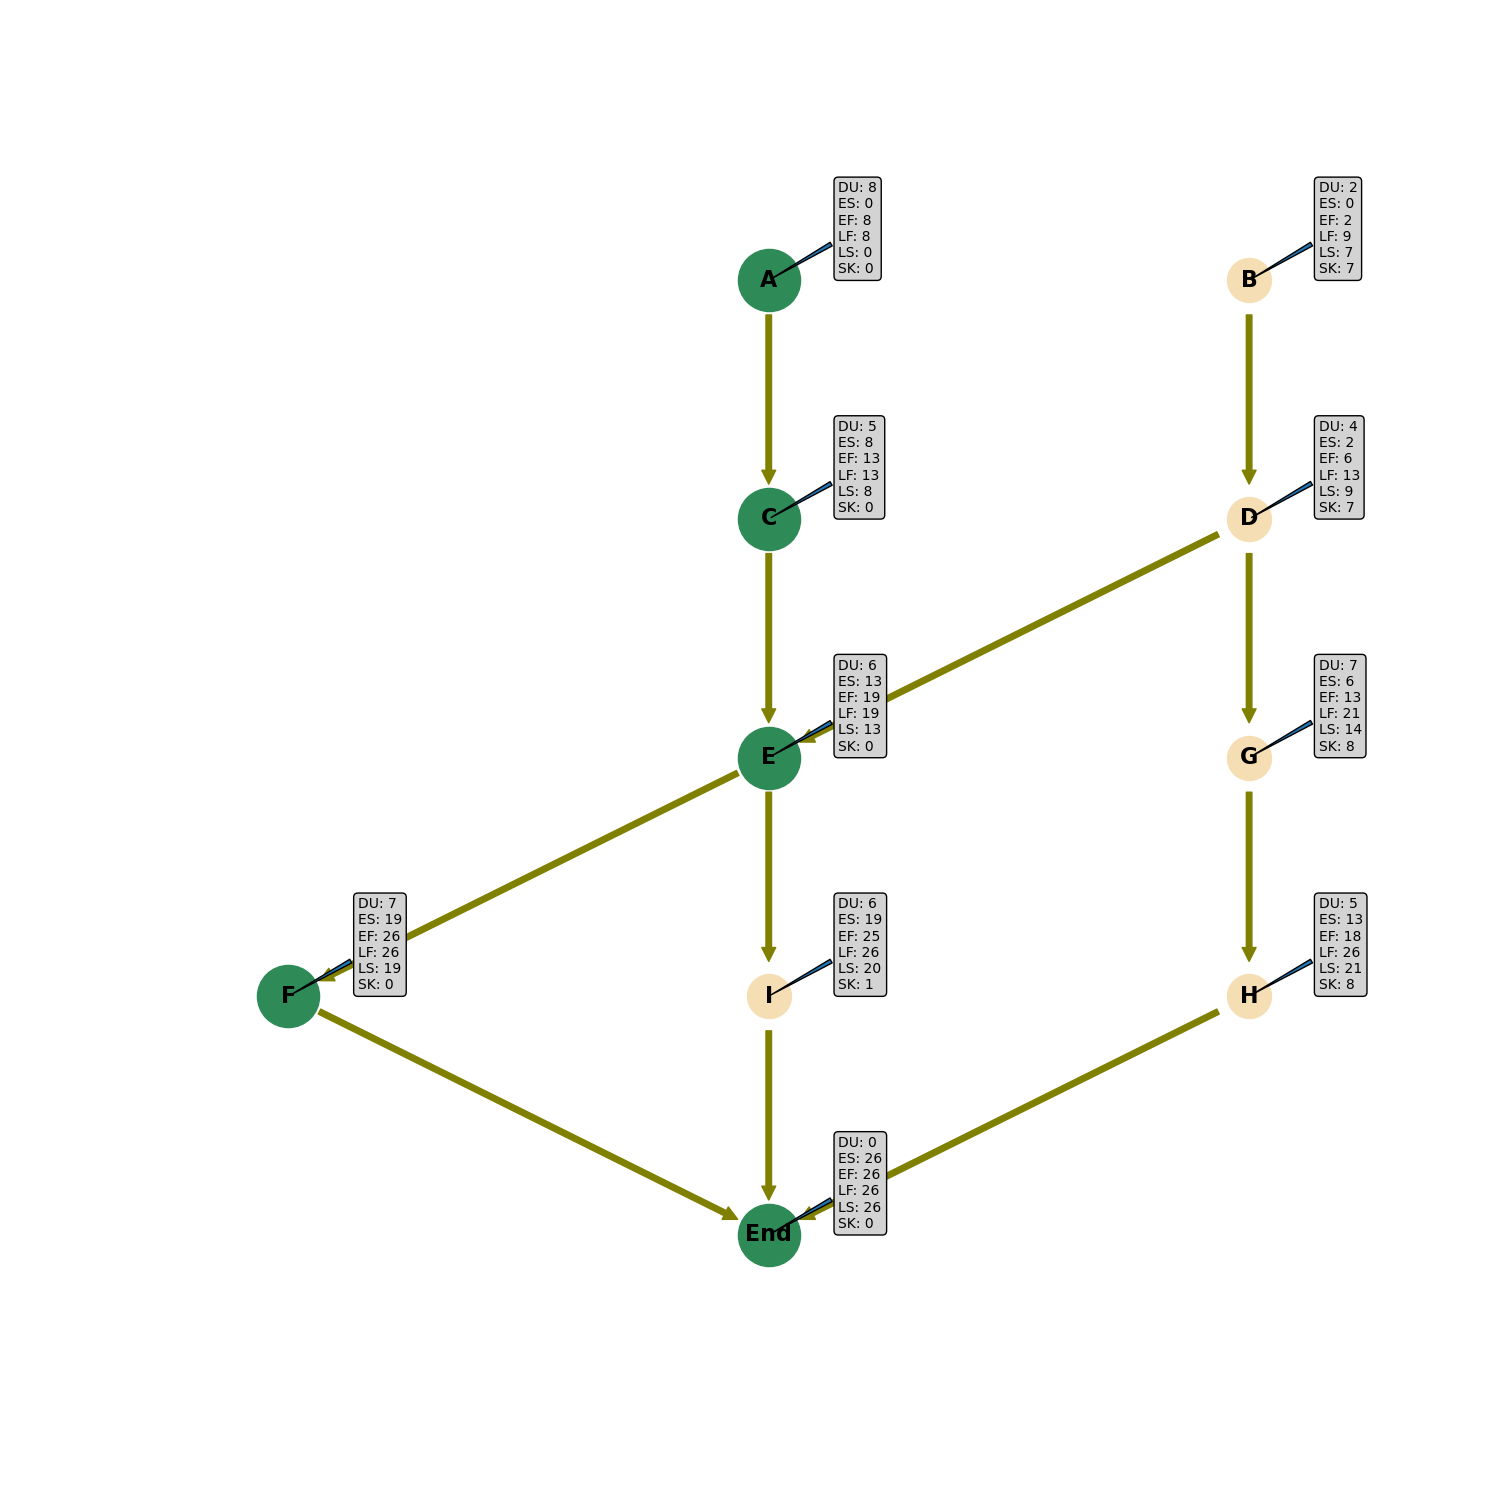 DU: 8
ES: 0
EF: 8
LF: 8
LS: 0
SK: 0
A
DU: 2
ES: 0
EF: 2
LF: 9
LS: 7
SK: 7
B
DU: 5
ES: 8
EF: 13
LF: 13
LS: 8
SK: 0
C
DU: 4
ES: 2
EF: 6
LF: 13
LS: 9
SK: 7
D
DU: 6
ES: 13
EF: 19
LF: 19
LS: 13
SK: 0
E
DU: 7
ES: 6
EF: 13
LF: 21
LS: 14
SK: 8
G
DU: 7
ES: 19
EF: 26
LF: 26
LS: 19
SK: 0
F
DU: 6
ES: 19
EF: 25
LF: 26
LS: 20
SK: 1
I
DU: 5
ES: 13
EF: 18
LF: 26
LS: 21
SK: 8
H
DU: 0
ES: 26
EF: 26
LF: 26
LS: 26
SK: 0
End